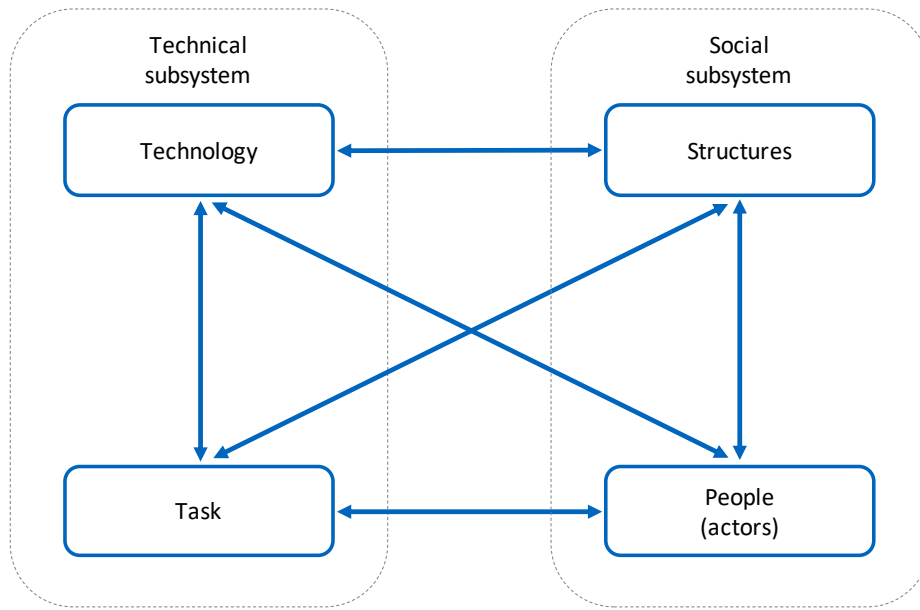 Technical
subsystem
Social
subsystem
Technology
Structures
Task
People
(actors)